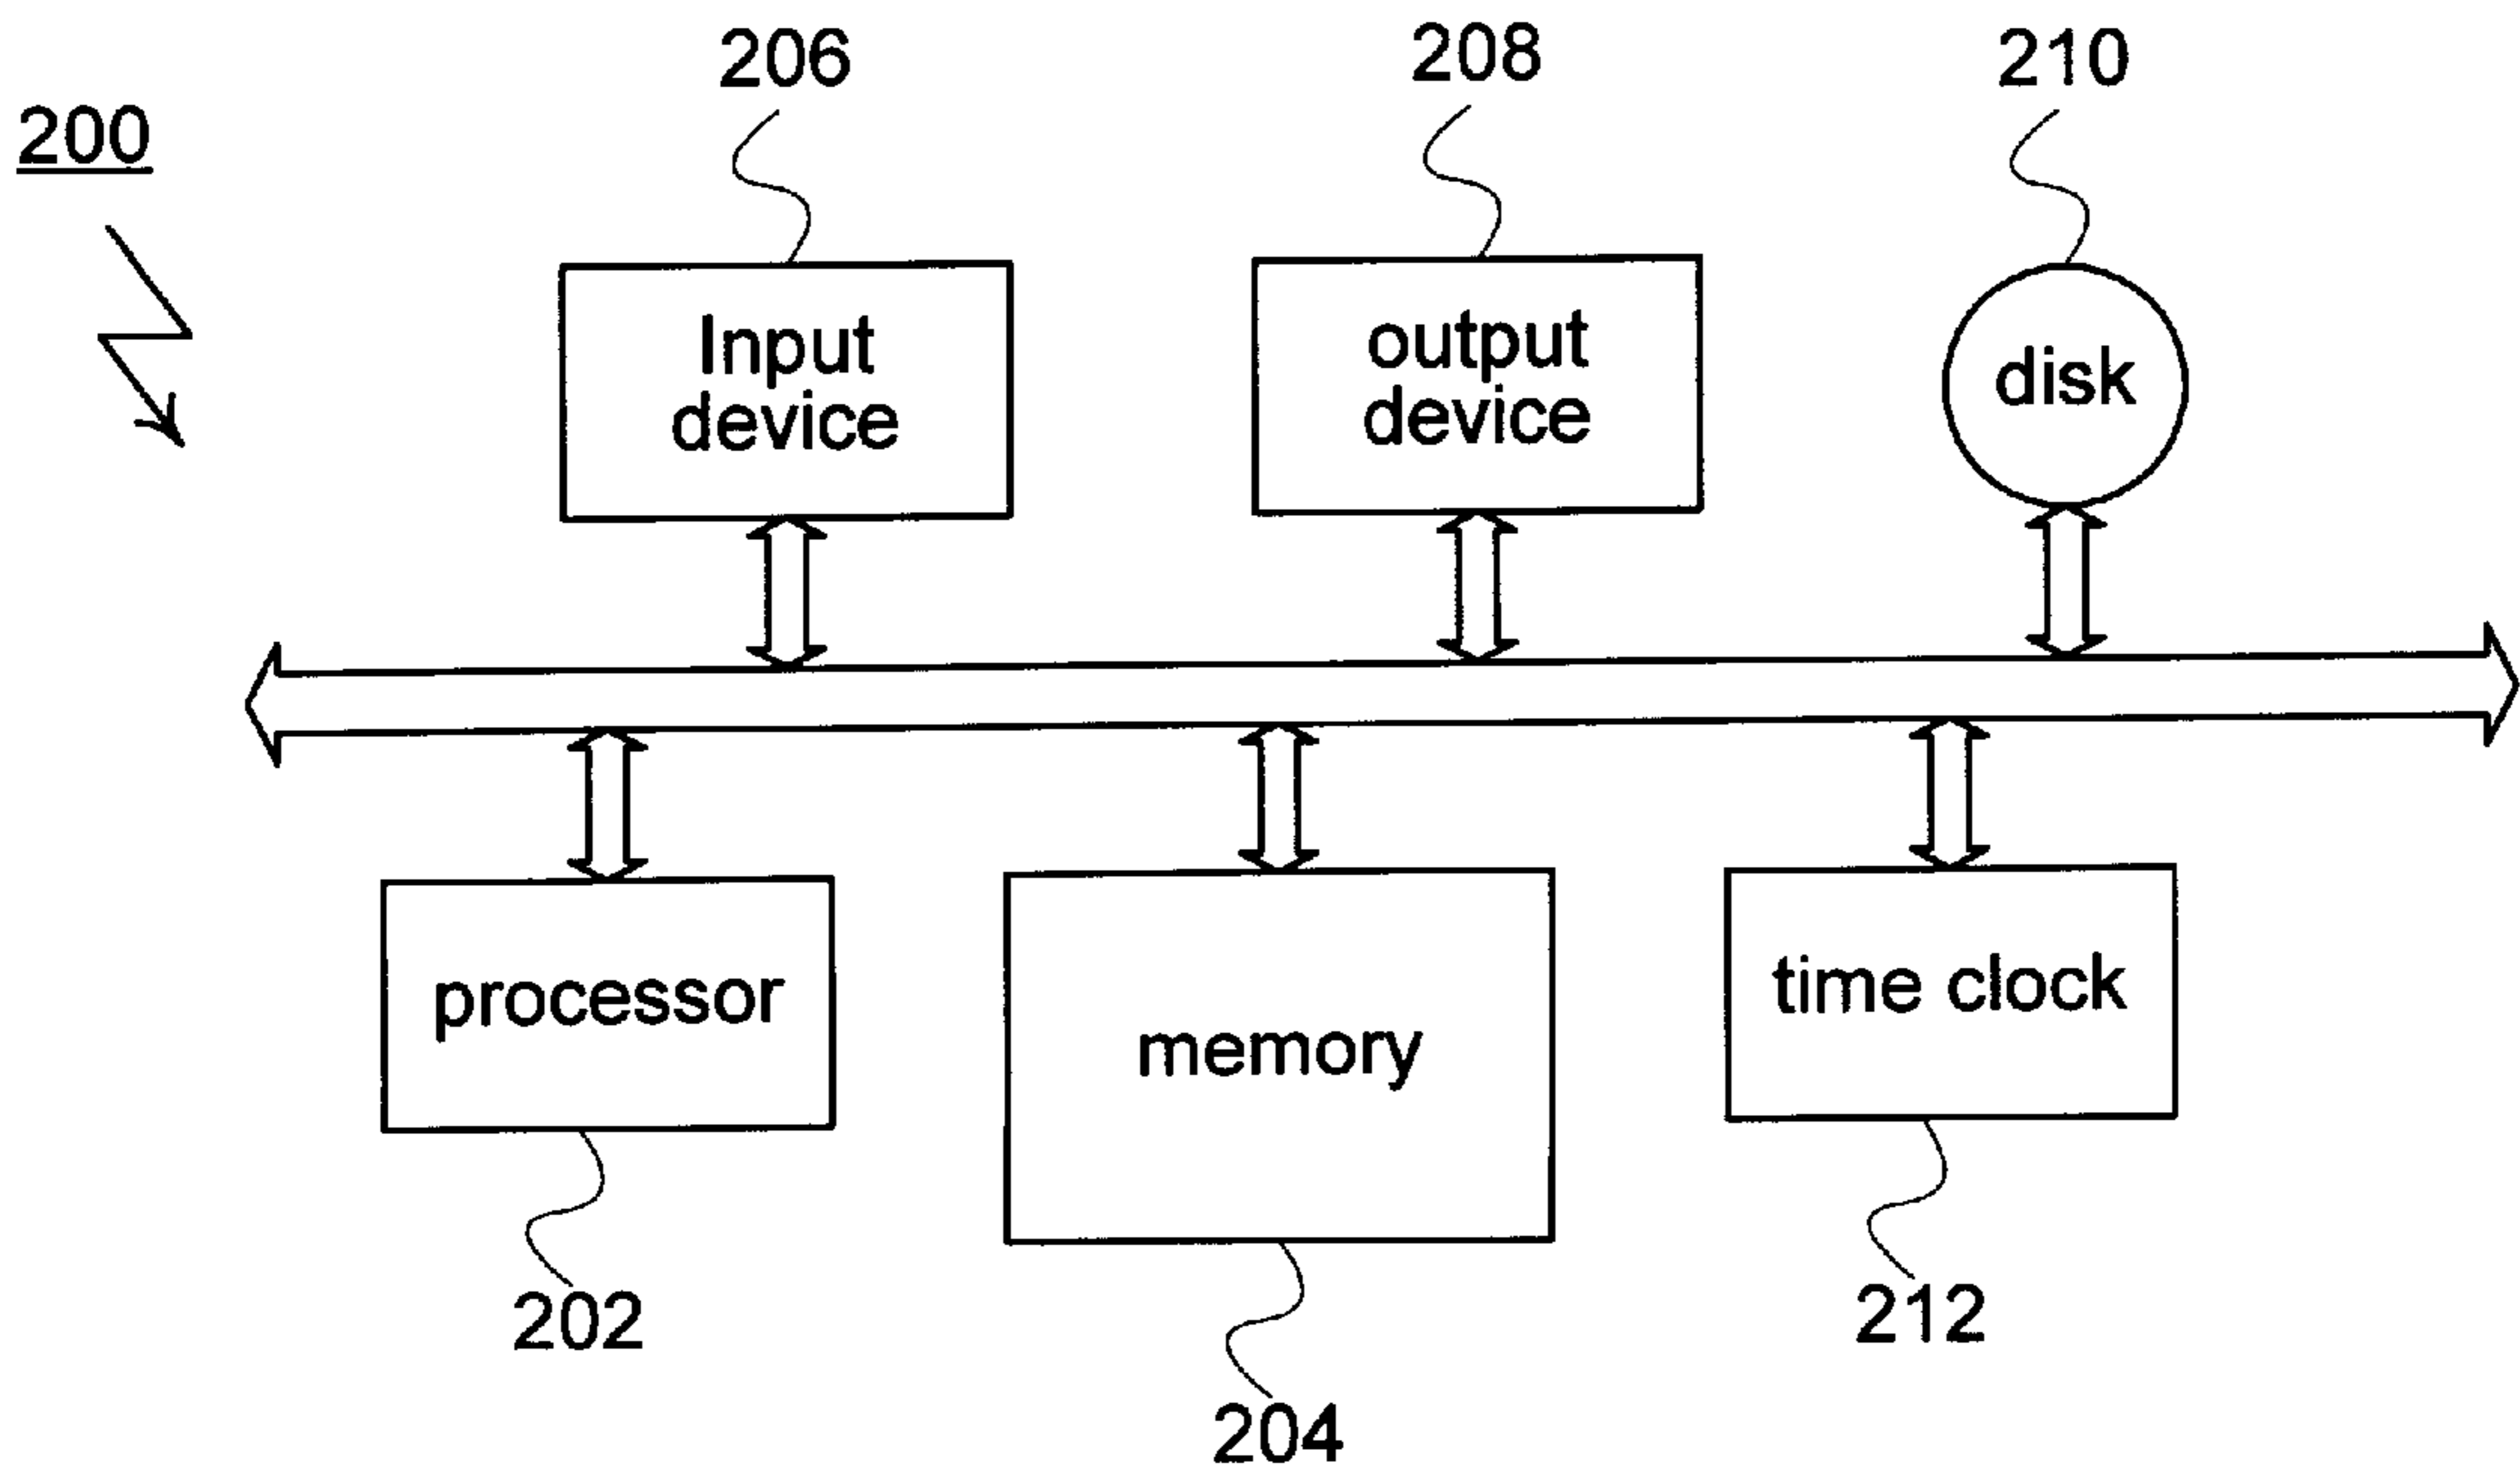 206
208
210
200
Input
device
output
device
disk
processor
memory
time clock
202
204
212